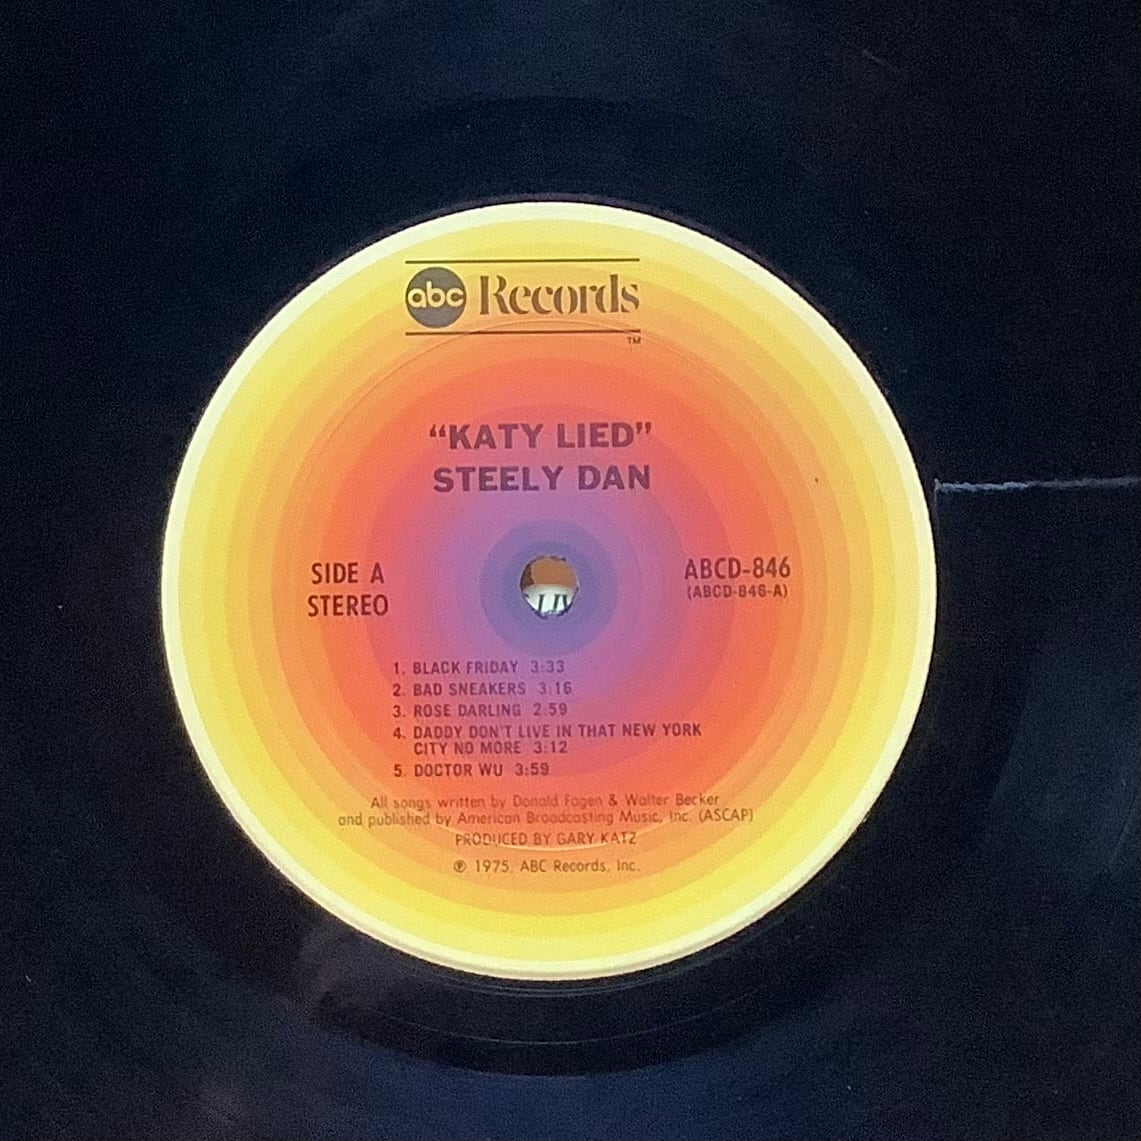 abc Records
TM
“KATY LIED”
STEELY DAN
SIDE A
STEREO
ABCD-846
(ABCD-846-A)
1. BLACK FRIDAY 3:33
2. BAD SNEAKERS 3:16
3. ROSE DARLING 2:59
4. DADDY DON'T LIVE IN THAT NEW YORK
CITY NO MORE 3:12
5. DOCTOR WU 3:59
All songs written by Donald Fagen & Walter Becker
and published by American Broadcasting Music, Inc. (ASCAP)
PRODUCED BY GARY KATZ
℗ 1975, ABC Records, Inc.